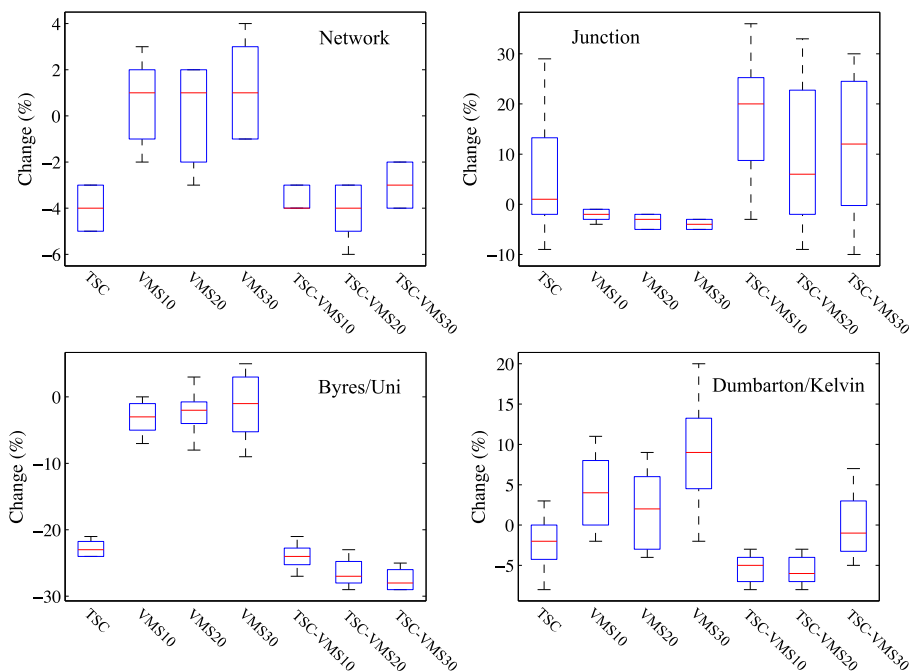 Network
Change (%)
4
2
0
−2
−4
−6
TSC
VMS10
VMS20
VMS30
TSC-VMS10
TSC-VMS20
TSC-VMS30
Junction
Change (%)
30
20
10
0
−10
TSC
VMS10
VMS20
VMS30
TSC-VMS10
TSC-VMS20
TSC-VMS30
Byres/Uni
Change (%)
0
−10
−20
−30
TSC
VMS10
VMS20
VMS30
TSC-VMS10
TSC-VMS20
TSC-VMS30
Dumbarton/Kelvin
Change (%)
20
15
10
5
0
−5
TSC
VMS10
VMS20
VMS30
TSC-VMS10
TSC-VMS20
TSC-VMS30